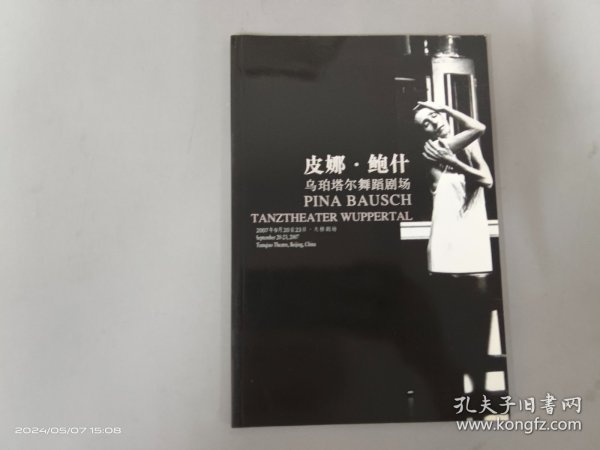 皮娜·鲍什
乌珀塔尔舞蹈剧场
PINA BAUSCH
TANZTHEATER WUPPERTAL
2007年9月20至23日·天桥剧场
September 20-23, 2007
Tianqiao Theatre, Beijing, China
2024/05/07 15:08
孔夫子旧书网
www.kongfz.com